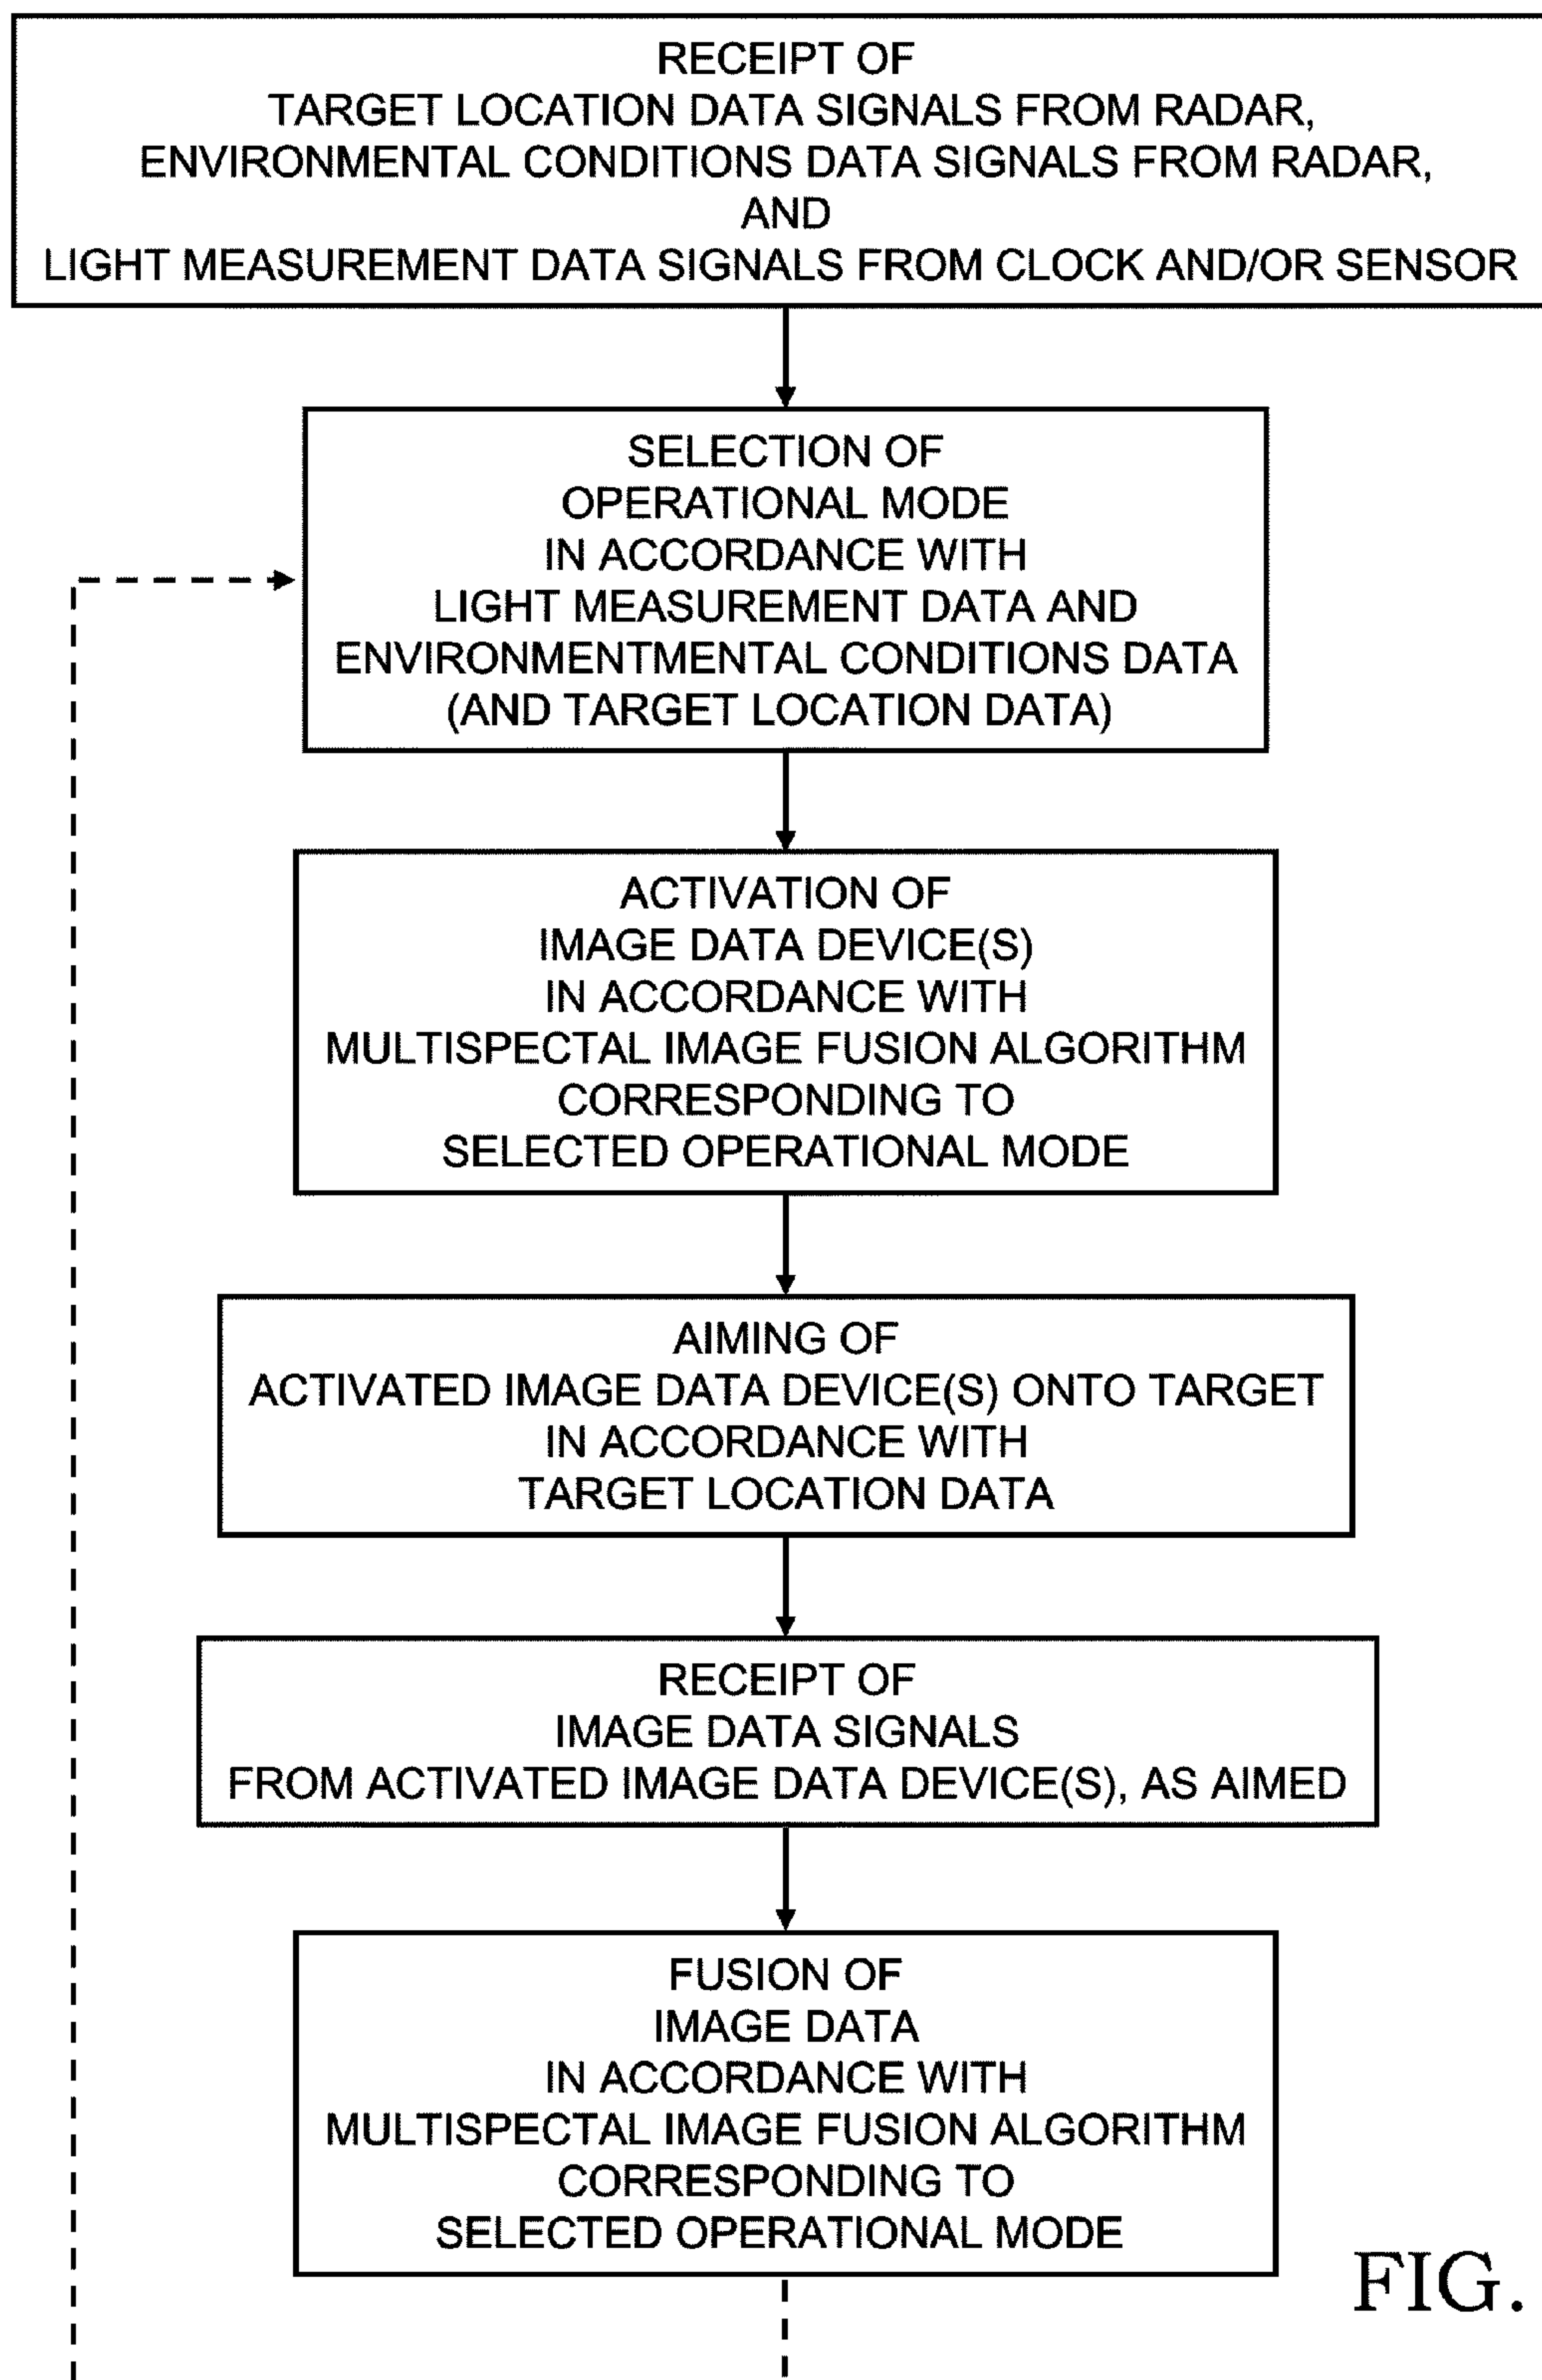 RECEIPT OF
TARGET LOCATION DATA SIGNALS FROM RADAR,
ENVIRONMENTAL CONDITIONS DATA SIGNALS FROM RADAR,
AND
LIGHT MEASUREMENT DATA SIGNALS FROM CLOCK AND/OR SENSOR
SELECTION OF
OPERATIONAL MODE
IN ACCORDANCE WITH
LIGHT MEASUREMENT DATA AND
ENVIRONMENTMENTAL CONDITIONS DATA
(AND TARGET LOCATION DATA)
ACTIVATION OF
IMAGE DATA DEVICE(S)
IN ACCORDANCE WITH
MULTISPECTAL IMAGE FUSION ALGORITHM
CORRESPONDING TO
SELECTED OPERATIONAL MODE
AIMING OF
ACTIVATED IMAGE DATA DEVICE(S) ONTO TARGET
IN ACCORDANCE WITH
TARGET LOCATION DATA
RECEIPT OF
IMAGE DATA SIGNALS
FROM ACTIVATED IMAGE DATA DEVICE(S), AS AIMED
FUSION OF
IMAGE DATA
IN ACCORDANCE WITH
MULTISPECTAL IMAGE FUSION ALGORITHM
CORRESPONDING TO
SELECTED OPERATIONAL MODE
FIG.